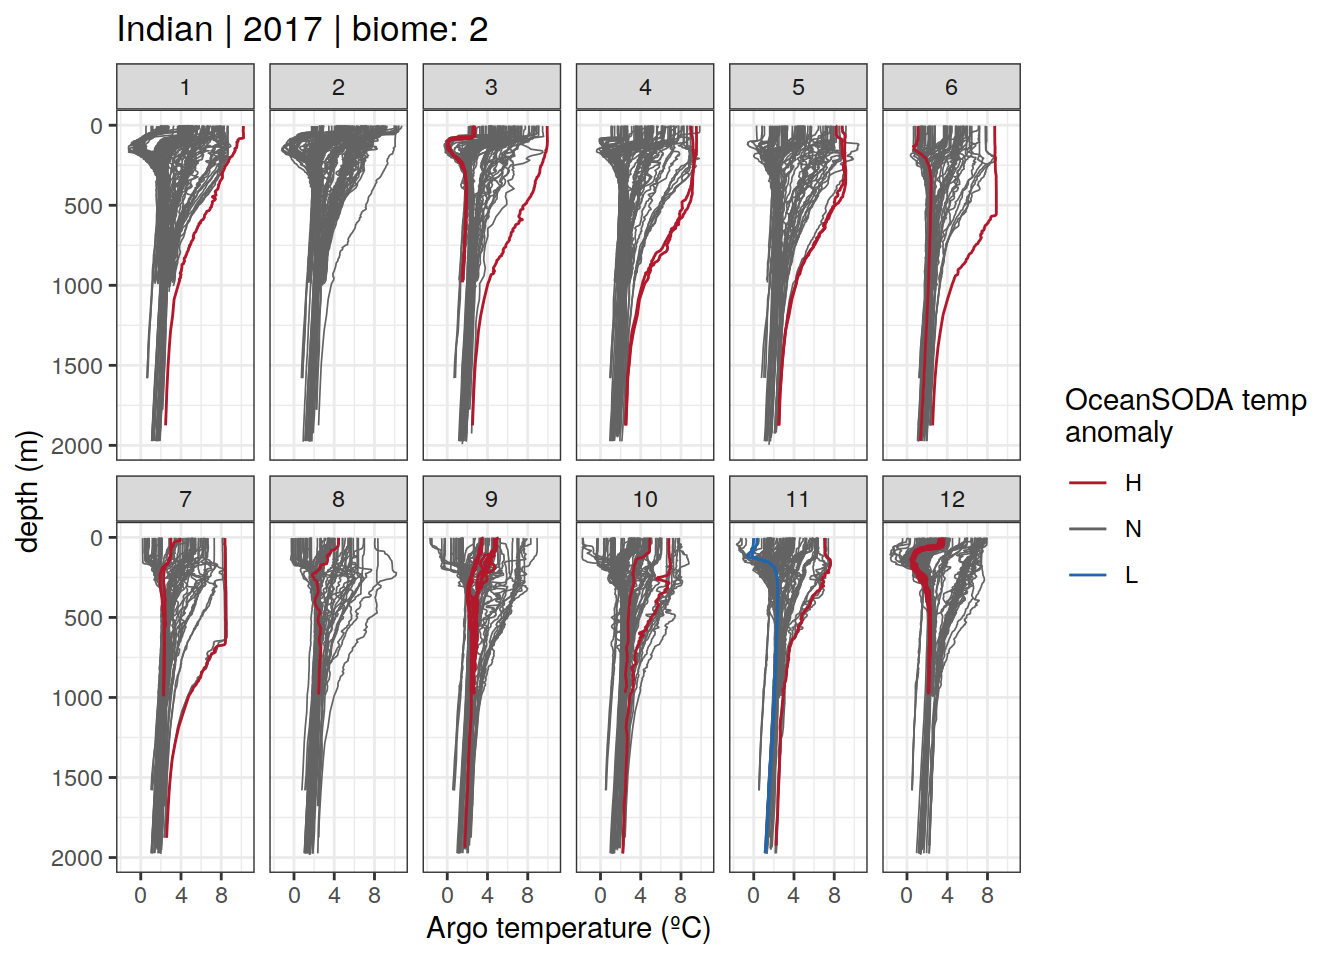 Indian | 2017 | biome: 2
1 2 3 4 5 6
0
500
1000
1500
2000
7 8 9 10 11 12
0
500
1000
1500
2000
0 4 8 0 4 8 0 4 8 0 4 8 0 4 8 0 4 8
Argo temperature (ºC)
depth (m)
OceanSODA temp
anomaly
H
N
L